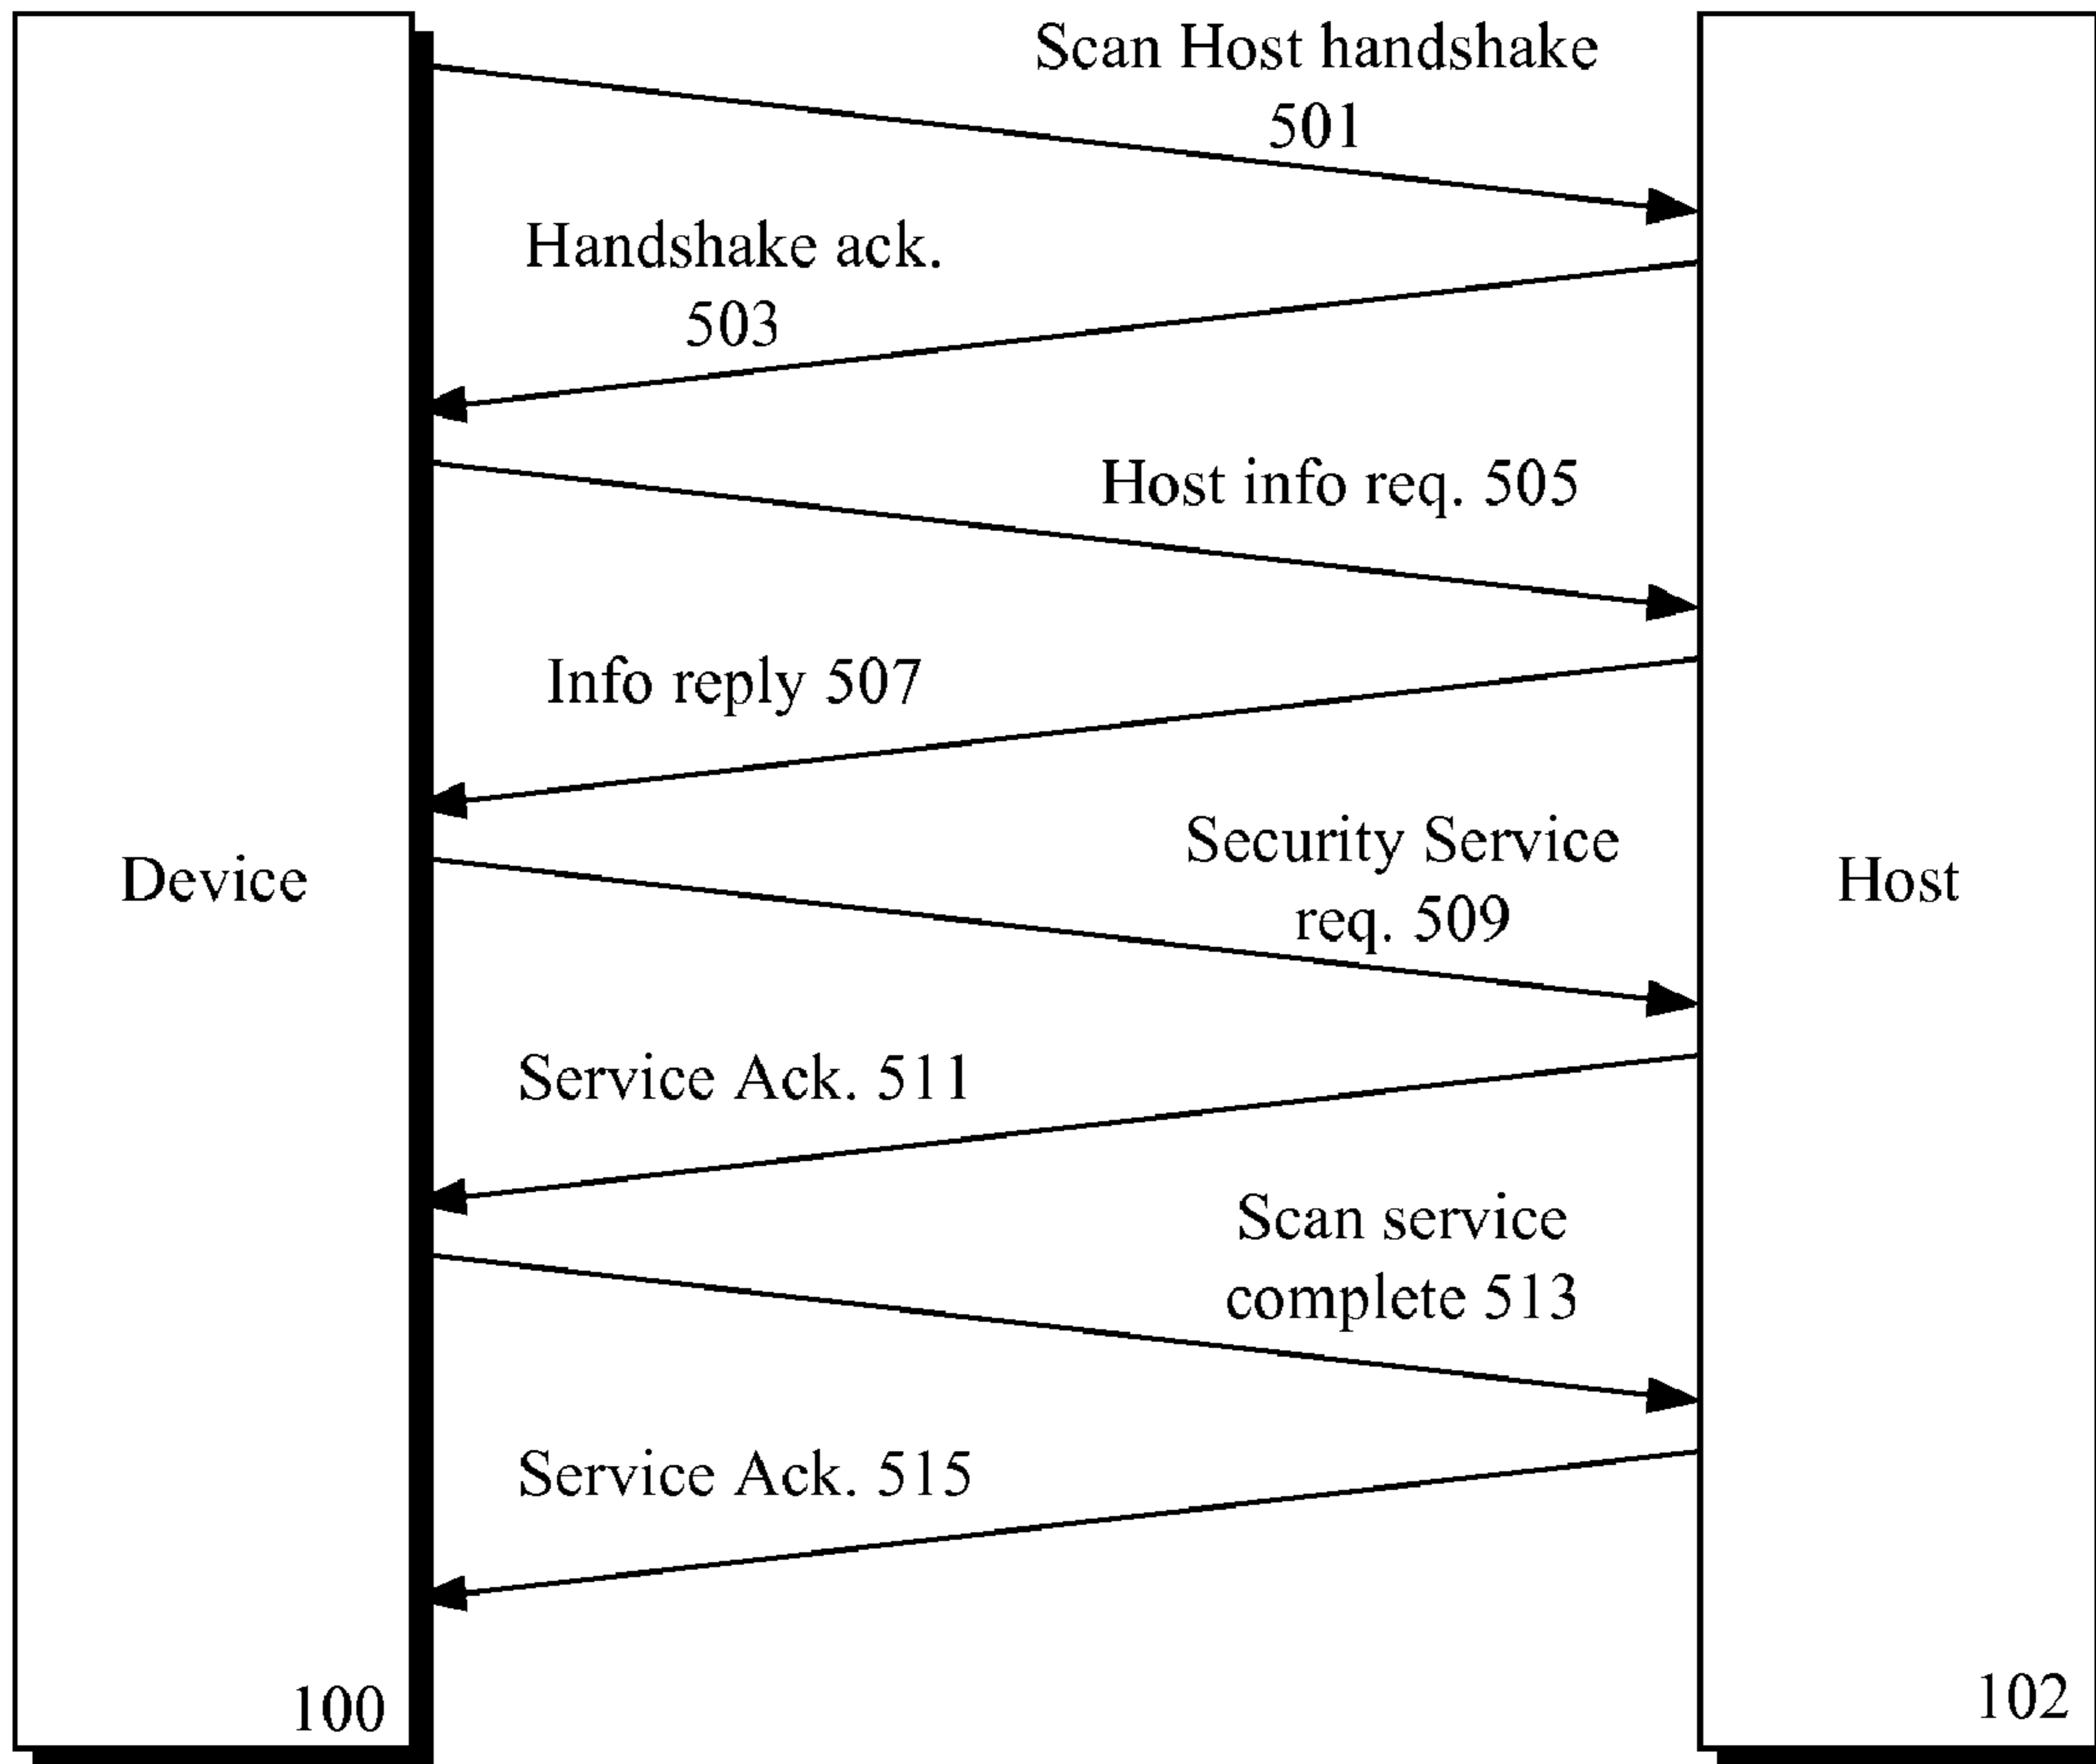 Scan Host handshake
501
Handshake ack.
503
Host info req. 505
Info reply 507
Security Service
req. 509
Device
Host
Service Ack. 511
Scan service
complete 513
Service Ack. 515
100
102